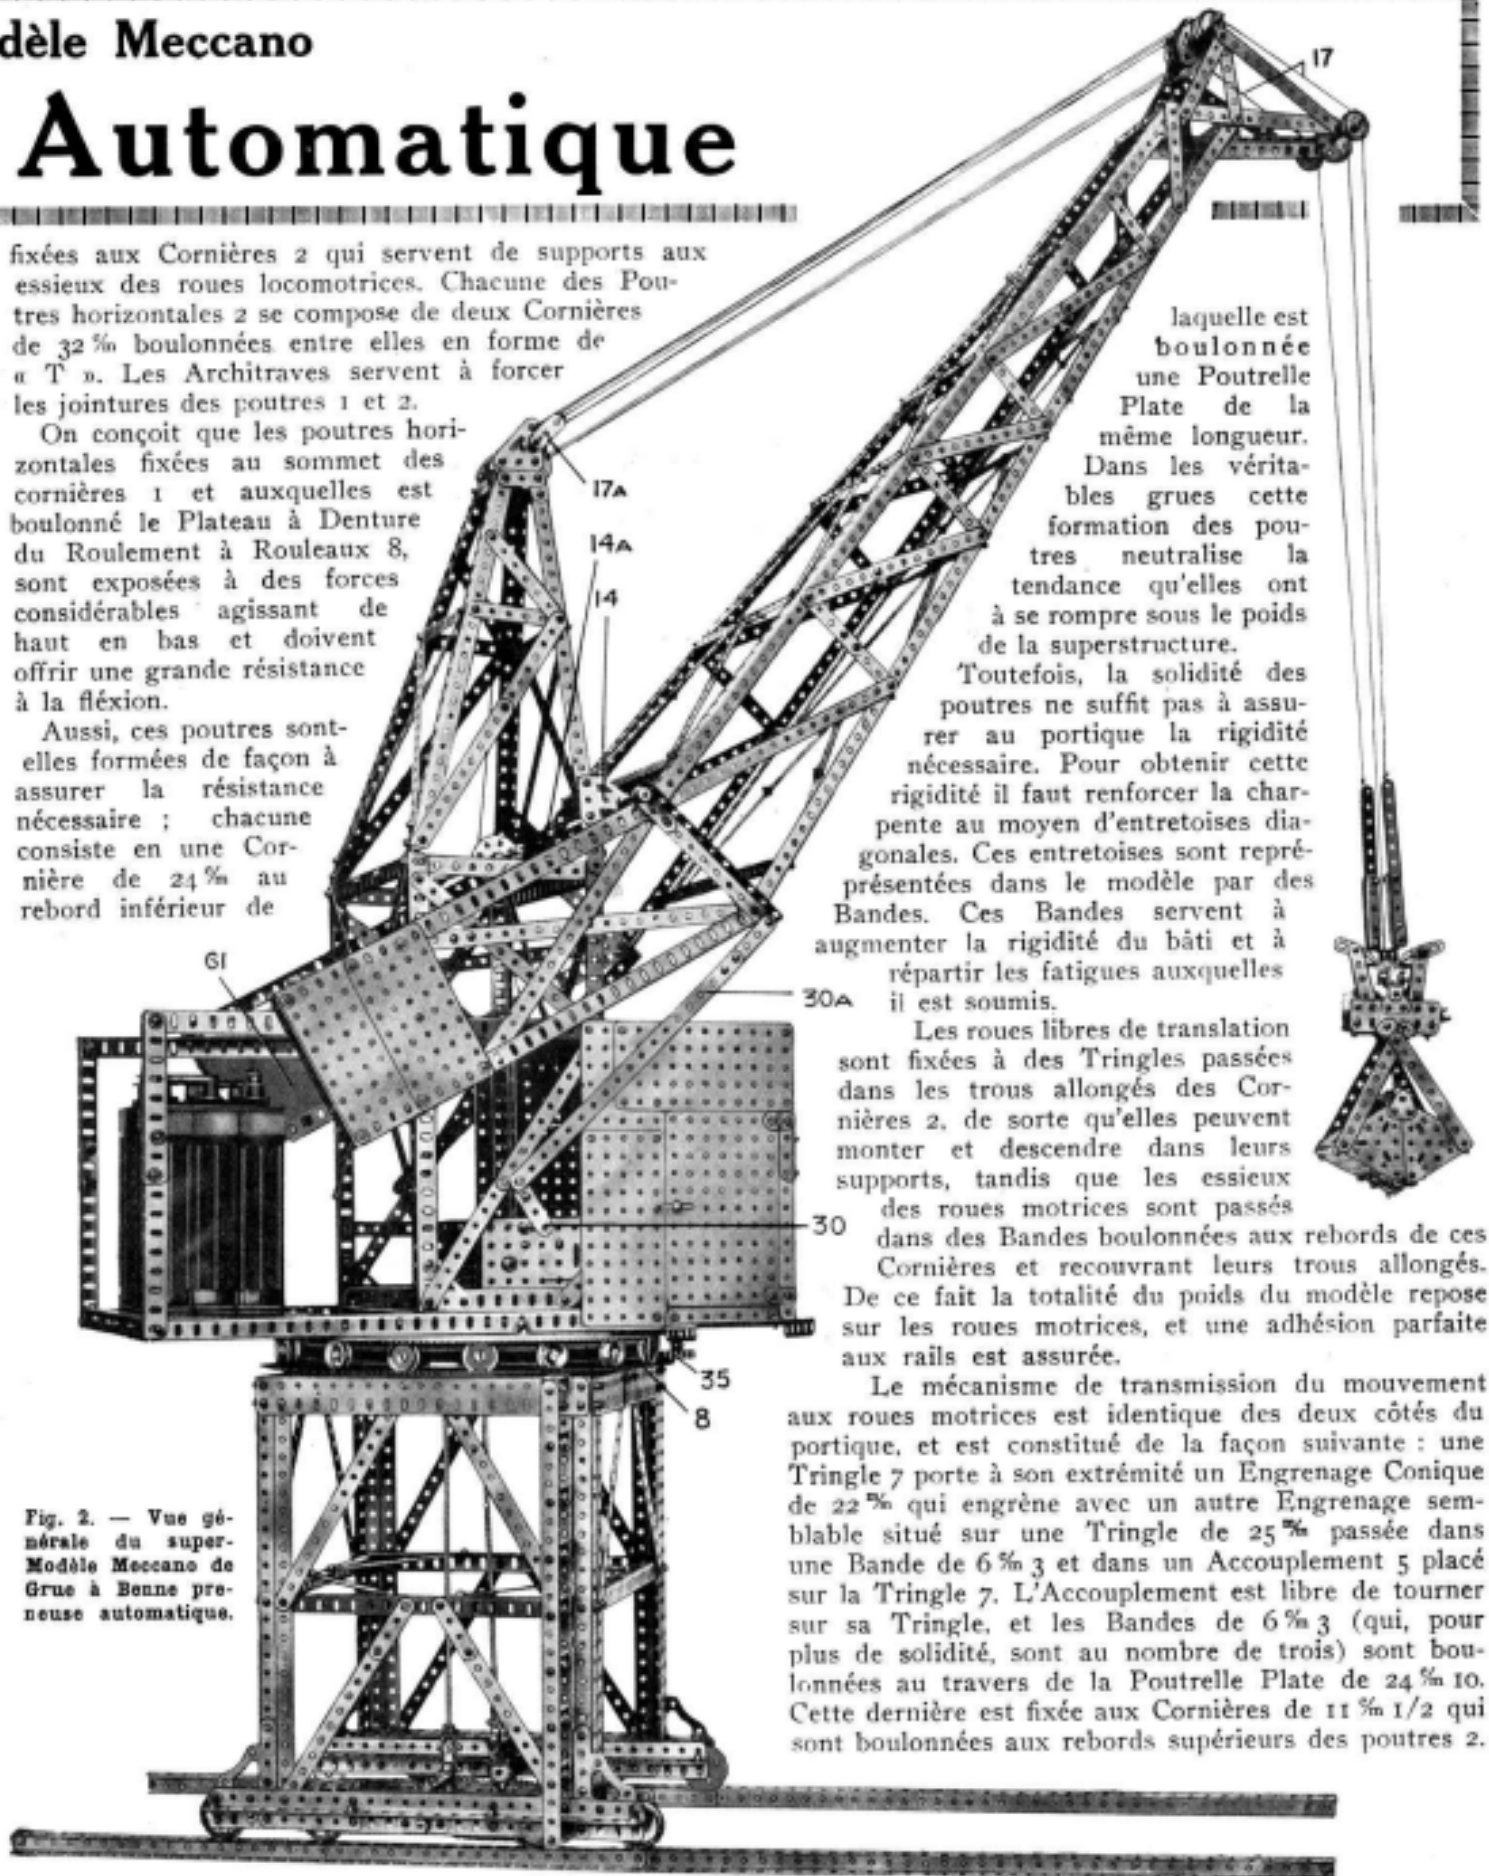 dèle Meccano
Automatique
fixées aux Cornières 2 qui servent de supports aux
essieux des roues locomotrices. Chacune des Pou-
tres horizontales 2 se compose de deux Cornières
de 32 c/m boulonnées entre elles en forme de
« T ». Les Architraves servent à forcer
les jointures des poutres 1 et 2.
On conçoit que les poutres hori-
zontales fixées au sommet des
cornières 1 et auxquelles est
boulonné le Plateau à Denture
du Roulement à Rouleaux 8,
sont exposées à des forces
considérables agissant de
haut en bas et doivent
offrir une grande résistance
à la fléxion.
Aussi, ces poutres sont-
elles formées de façon à
assurer la résistance
nécessaire ; chacune
consiste en une Cor-
nière de 24 c/m au
rebord inférieur de
laquelle est
boulonnée
une Poutrelle
Plate de la
même longueur.
Dans les vérita-
bles grues cette
formation des pou-
tres neutralise la
tendance qu'elles ont
à se rompre sous le poids
de la superstructure.
Toutefois, la solidité des
poutres ne suffit pas à assu-
rer au portique la rigidité
nécessaire. Pour obtenir cette
rigidité il faut renforcer la char-
pente au moyen d'entretoises dia-
gonales. Ces entretoises sont repré-
présentées dans le modèle par des
Bandes. Ces Bandes servent à
augmenter la rigidité du bâti et à
répartir les fatigues auxquelles
il est soumis.
Les roues libres de translation
sont fixées à des Tringles passées
dans les trous allongés des Cor-
nières 2, de sorte qu'elles peuvent
monter et descendre dans leurs
supports, tandis que les essieux
des roues motrices sont passés
dans des Bandes boulonnées aux rebords de ces
Cornières et recouvrant leurs trous allongés.
De ce fait la totalité du poids du modèle repose
sur les roues motrices, et une adhésion parfaite
aux rails est assurée.
Le mécanisme de transmission du mouvement
aux roues motrices est identique des deux côtés du
portique, et est constitué de la façon suivante : une
Tringle 7 porte à son extrémité un Engrenage Conique
de 22 m/m qui engrène avec un autre Engrenage sem-
blable situé sur une Tringle de 25 m/m passée dans
une Bande de 6 c/m 3 et dans un Accouplement 5 placé
sur la Tringle 7. L'Accouplement est libre de tourner
sur sa Tringle, et les Bandes de 6 c/m 3 (qui, pour
plus de solidité, sont au nombre de trois) sont bou-
lonnées au travers de la Poutrelle Plate de 24 c/m 10.
Cette dernière est fixée aux Cornières de 11 c/m 1/2 qui
sont boulonnées aux rebords supérieurs des poutres 2.
17
17A
14A
14
61
30A
30
35
8
Fig. 2. — Vue gé-
nérale du super-
Modèle Meccano de
Grue à Benne pre-
neuse automatique.